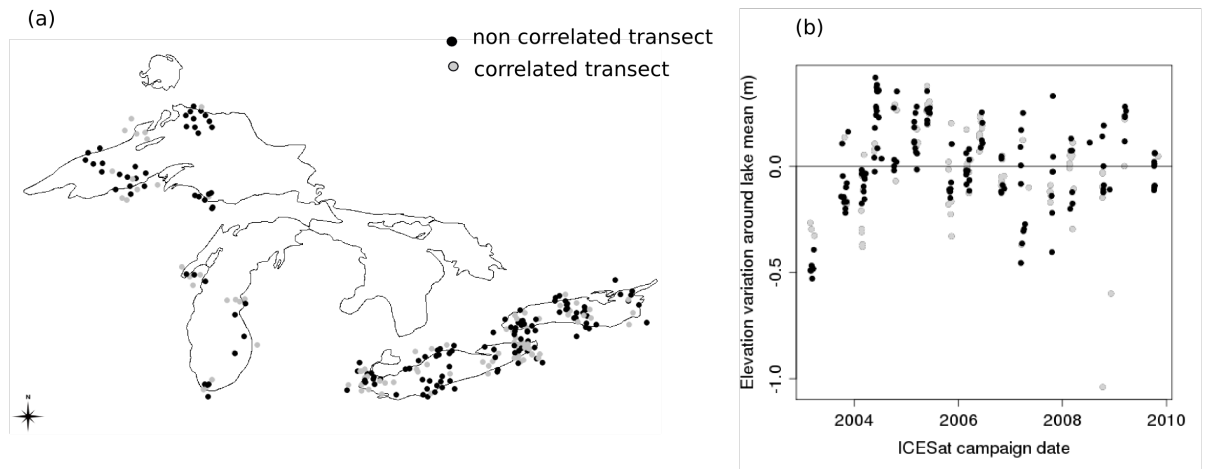 (a)
non correlated transect
correlated transect
N
(b)
Elevation variation around lake mean (m)
0.0
-0.5
-1.0
2004 2006 2008 2010
ICESat campaign date